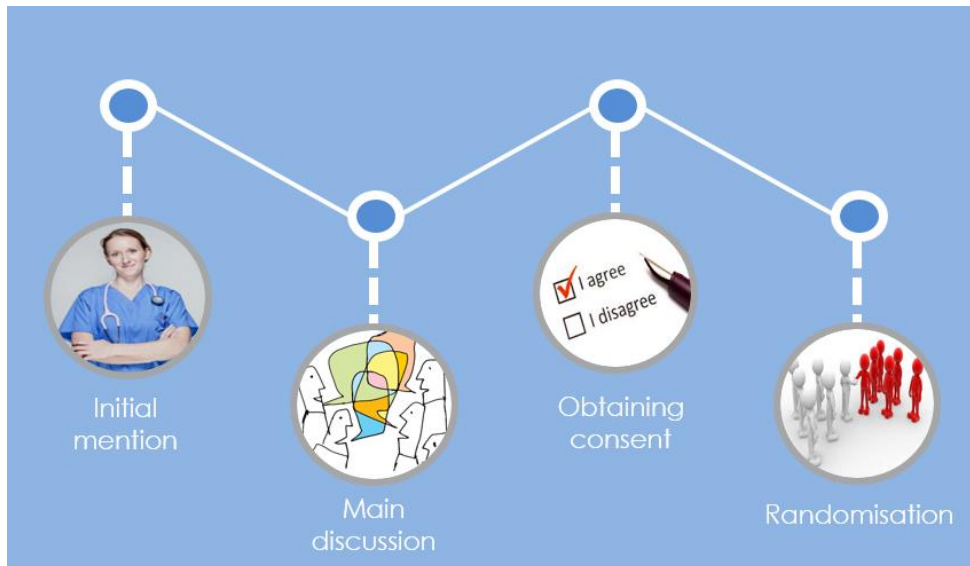 Initial
mention
Main
discussion
I agree
I disagree
Obtaining
consent
Randomisation